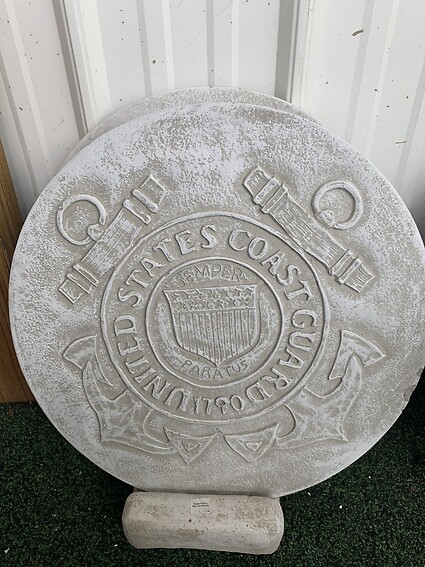 UNITED STATES COAST GUARD
1790
SEMPER
PARATUS